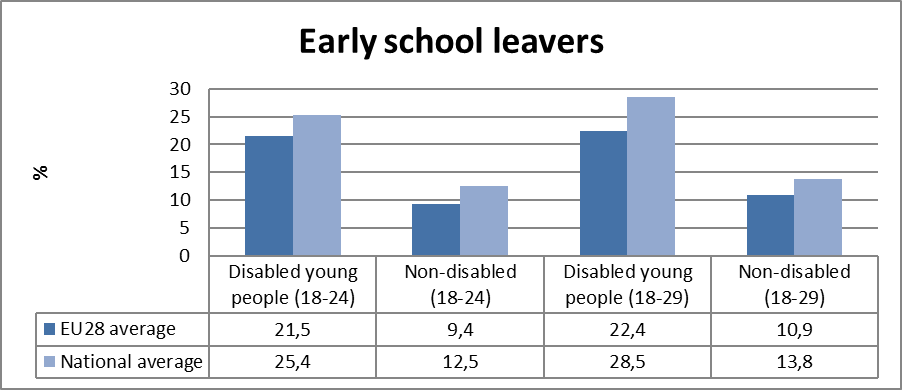 Early school leavers
%
30
25
20
15
10
5
0
Disabled young people (18-24) Non-disabled (18-24) Disabled young people (18-29) Non-disabled (18-29)
EU28 average 21,5 9,4 22,4 10,9
National average 25,4 12,5 28,5 13,8